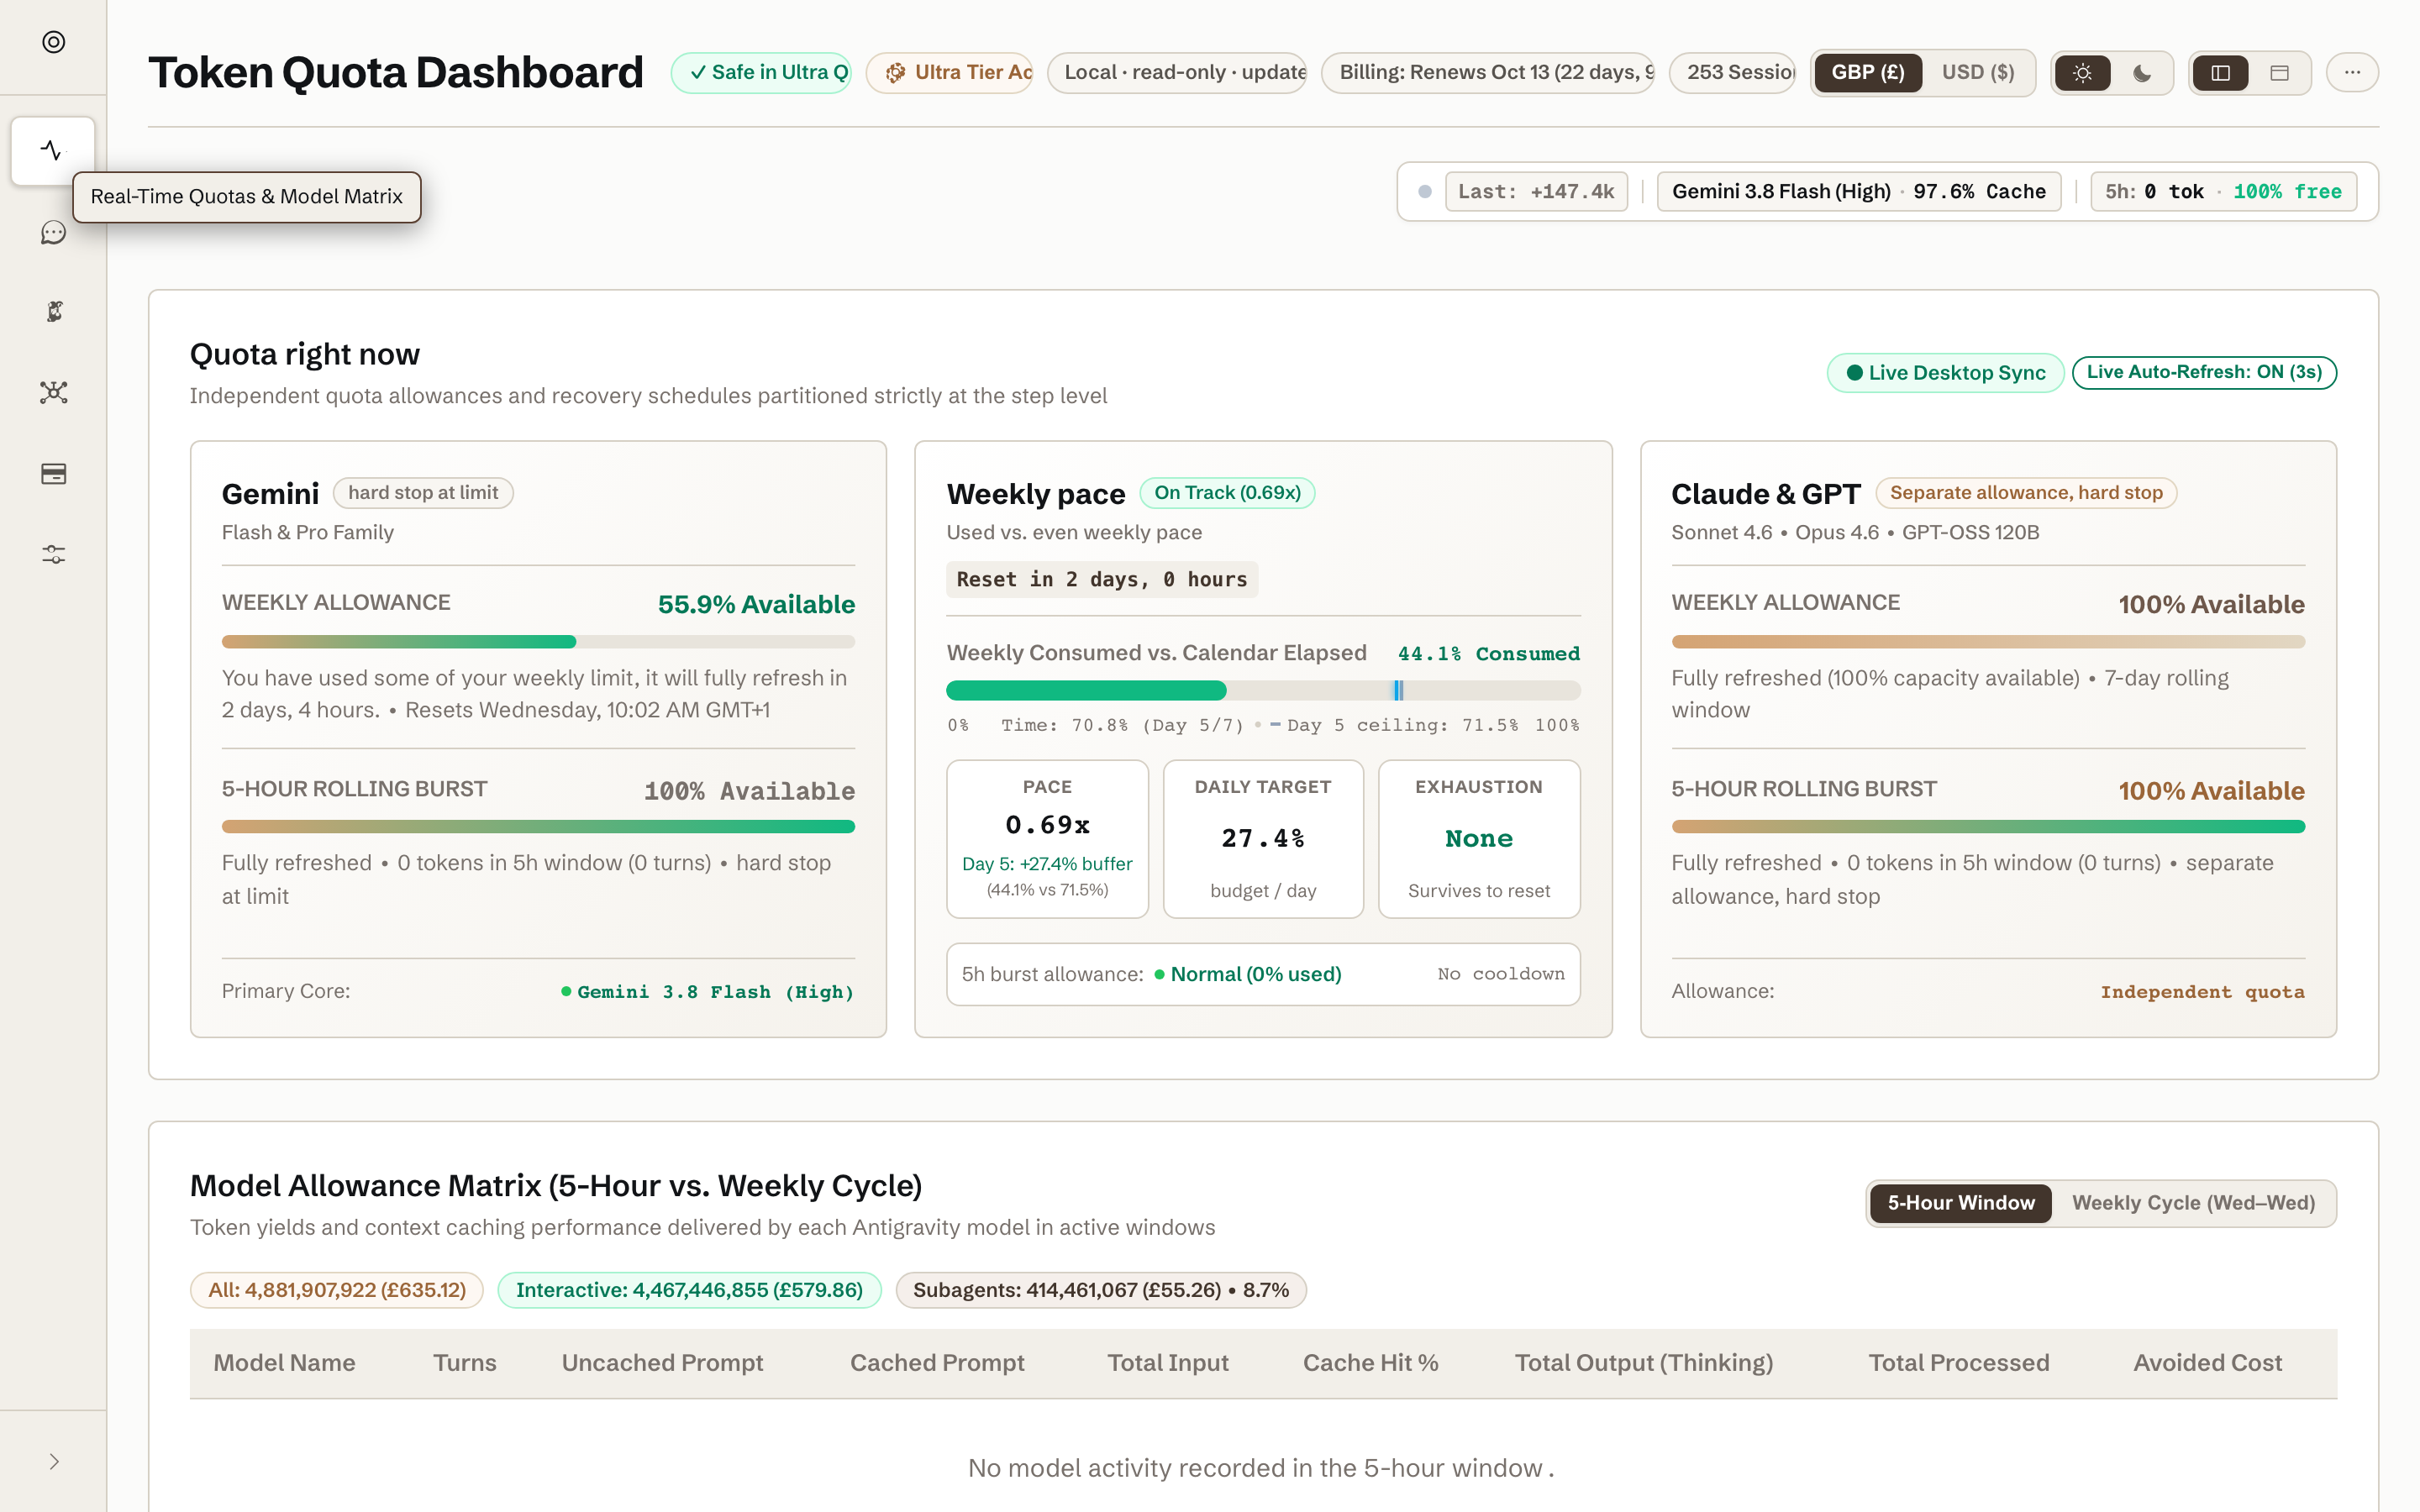 Token Quota Dashboard
✓ Safe in Ultra Q
Ultra Tier Ac
Local · read-only · update
Billing: Renews Oct 13 (22 days, 9
253 Session
GBP (£) USD ($)
...
Real-Time Quotas & Model Matrix
Last: +147.4k
Gemini 3.8 Flash (High) · 97.6% Cache
5h: 0 tok · 100% free
Quota right now
Independent quota allowances and recovery schedules partitioned strictly at the step level
Live Desktop Sync
Live Auto-Refresh: ON (3s)
Gemini hard stop at limit
Flash & Pro Family
WEEKLY ALLOWANCE 55.9% Available
You have used some of your weekly limit, it will fully refresh in
2 days, 4 hours. • Resets Wednesday, 10:02 AM GMT+1
5-HOUR ROLLING BURST 100% Available
Fully refreshed • 0 tokens in 5h window (0 turns) • hard stop
at limit
Primary Core: Gemini 3.8 Flash (High)
Weekly pace On Track (0.69x)
Used vs. even weekly pace
Reset in 2 days, 0 hours
Weekly Consumed vs. Calendar Elapsed 44.1% Consumed
0% Time: 70.8% (Day 5/7) • Day 5 ceiling: 71.5% 100%
PACE
0.69x
Day 5: +27.4% buffer
(44.1% vs 71.5%)
DAILY TARGET
27.4%
budget / day
EXHAUSTION
None
Survives to reset
5h burst allowance: Normal (0% used) No cooldown
Claude & GPT Separate allowance, hard stop
Sonnet 4.6 • Opus 4.6 • GPT-OSS 120B
WEEKLY ALLOWANCE 100% Available
Fully refreshed (100% capacity available) • 7-day rolling
window
5-HOUR ROLLING BURST 100% Available
Fully refreshed • 0 tokens in 5h window (0 turns) • separate
allowance, hard stop
Allowance: Independent quota
Model Allowance Matrix (5-Hour vs. Weekly Cycle)
Token yields and context caching performance delivered by each Antigravity model in active windows
5-Hour Window Weekly Cycle (Wed–Wed)
All: 4,881,907,922 (£635.12)
Interactive: 4,467,446,855 (£579.86)
Subagents: 414,461,067 (£55.26) • 8.7%
Model Name Turns Uncached Prompt Cached Prompt Total Input Cache Hit % Total Output (Thinking) Total Processed Avoided Cost
No model activity recorded in the 5-hour window .